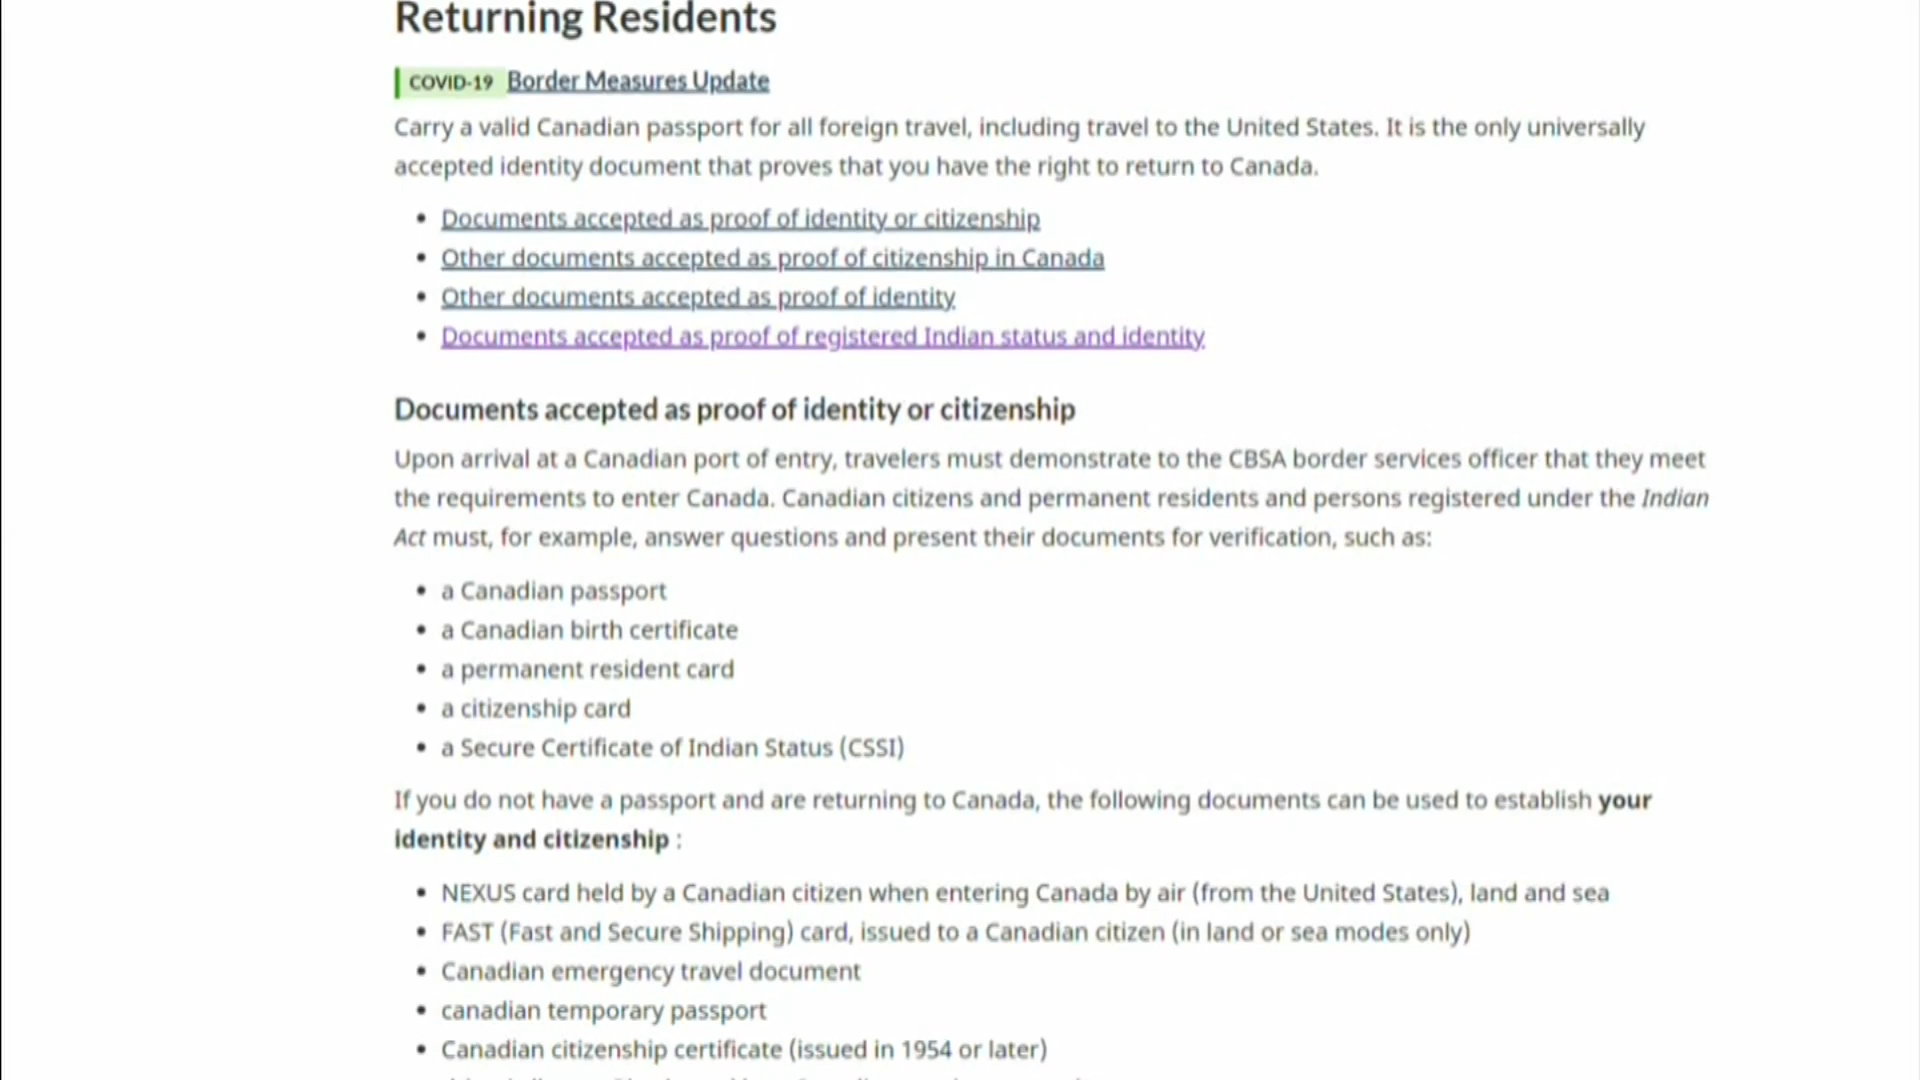 Returning Residents
COVID-19 Border Measures Update
Carry a valid Canadian passport for all foreign travel, including travel to the United States. It is the only universally
accepted identity document that proves that you have the right to return to Canada.
• Documents accepted as proof of identity or citizenship
• Other documents accepted as proof of citizenship in Canada
• Other documents accepted as proof of identity
• Documents accepted as proof of registered Indian status and identity
Documents accepted as proof of identity or citizenship
Upon arrival at a Canadian port of entry, travelers must demonstrate to the CBSA border services officer that they meet
the requirements to enter Canada. Canadian citizens and permanent residents and persons registered under the Indian
Act must, for example, answer questions and present their documents for verification, such as:
• a Canadian passport
• a Canadian birth certificate
• a permanent resident card
• a citizenship card
• a Secure Certificate of Indian Status (CSSI)
If you do not have a passport and are returning to Canada, the following documents can be used to establish your
identity and citizenship :
• NEXUS card held by a Canadian citizen when entering Canada by air (from the United States), land and sea
• FAST (Fast and Secure Shipping) card, issued to a Canadian citizen (in land or sea modes only)
• Canadian emergency travel document
• canadian temporary passport
• Canadian citizenship certificate (issued in 1954 or later)